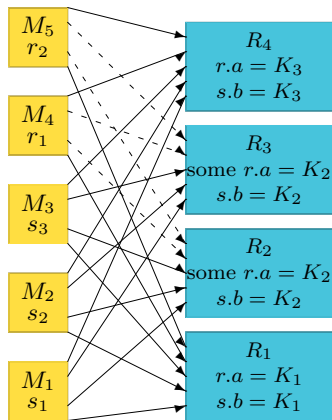 M₅
r₂
M₄
r₁
M₃
s₃
M₂
s₂
M₁
s₁
R₄
r.a = K₃
s.b = K₃
R₃
some r.a = K₂
s.b = K₂
R₂
some r.a = K₂
s.b = K₂
R₁
r.a = K₁
s.b = K₁